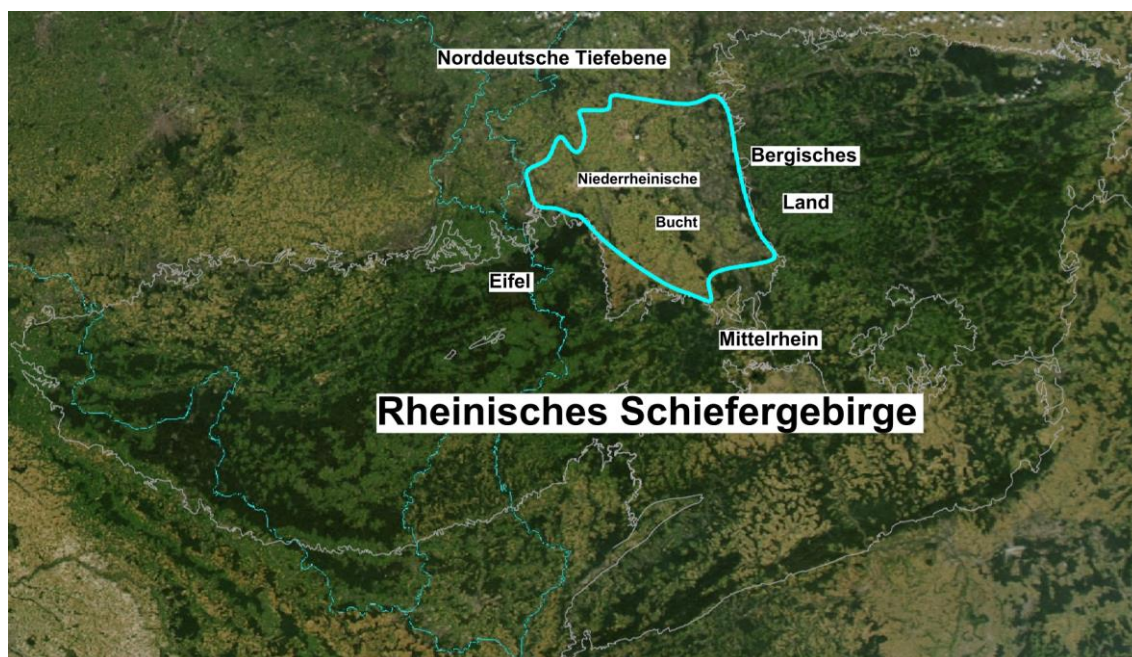 Norddeutsche Tiefebene
Bergisches
Niederrheinische
Land
Bucht
Eifel
Mittelrhein
Rheinisches Schiefergebirge